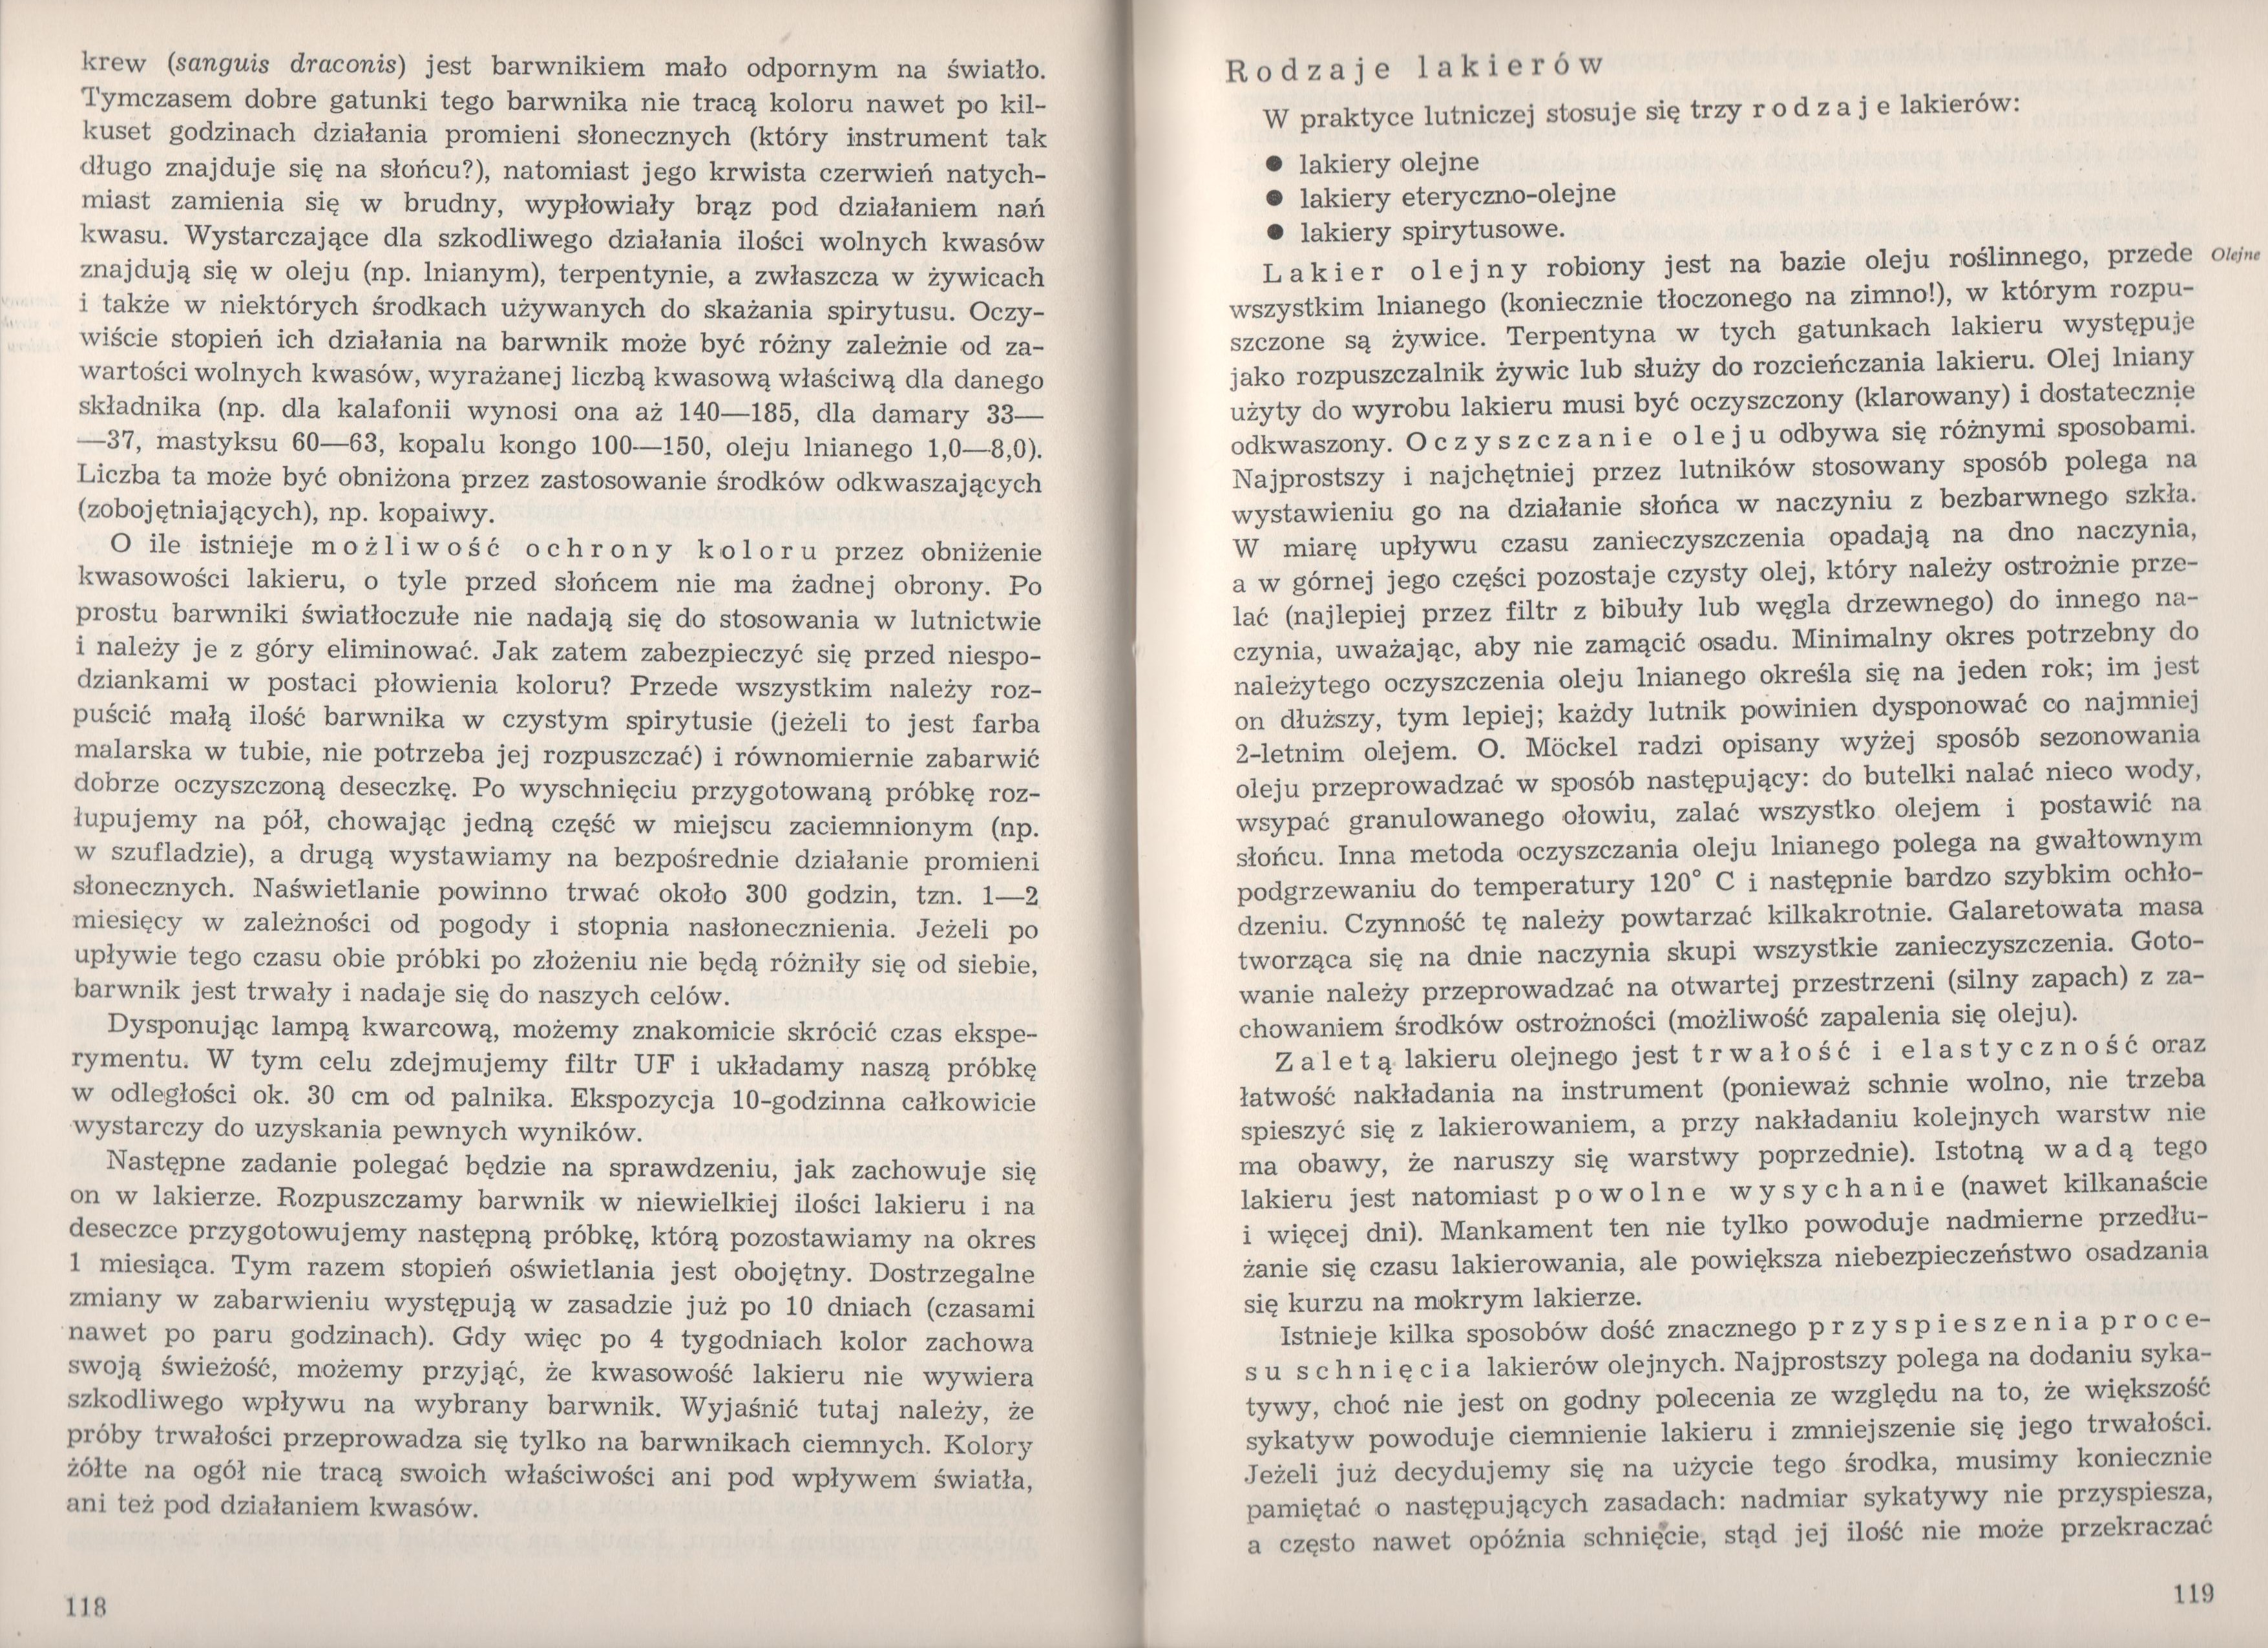 krew (sanguis draconis) jest barwnikiem mało odpornym na światło.
Tymczasem dobre gatunki tego barwnika nie tracą koloru nawet po kil-
kuset godzinach działania promieni słonecznych (który instrument tak
długo znajduje się na słońcu?), natomiast jego krwista czerwień natych-
miast zamienia się w brudny, wypłowiały brąz pod działaniem nań
kwasu. Wystarczające dla szkodliwego działania ilości wolnych kwasów
znajdują się w oleju (np. lnianym), terpentynie, a zwłaszcza w żywicach
i także w niektórych środkach używanych do skażania spirytusu. Oczy-
wiście stopień ich działania na barwnik może być różny zależnie od za-
wartości wolnych kwasów, wyrażanej liczbą kwasową właściwą dla danego
składnika (np. dla kalafonii wynosi ona aż 140—185, dla damary 33—
—37, mastyksu 60—63, kopalu kongo 100—150, oleju lnianego 1,0—8,0).
Liczba ta może być obniżona przez zastosowanie środków odkwaszających
(zobojętniających), np. kopaiwy.
O ile istnieje możliwość ochrony koloru przez obniżenie
kwasowości lakieru, o tyle przed słońcem nie ma żadnej obrony. Po
prostu barwniki światłoczułe nie nadają się do stosowania w lutnictwie
i należy je z góry eliminować. Jak zatem zabezpieczyć się przed niespo-
dziankami w postaci płowienia koloru? Przede wszystkim należy roz-
puścić małą ilość barwnika w czystym spirytusie (jeżeli to jest farba
malarska w tubie, nie potrzeba jej rozpuszczać) i równomiernie zabarwić
dobrze oczyszczoną deseczkę. Po wyschnięciu przygotowaną próbkę roz-
łupujemy na pół, chowając jedną część w miejscu zaciemnionym (np.
w szufladzie), a drugą wystawiamy na bezpośrednie działanie promieni
słonecznych. Naświetlanie powinno trwać około 300 godzin, tzn. 1—2
miesięcy w zależności od pogody i stopnia nasłonecznienia. Jeżeli po
upływie tego czasu obie próbki po złożeniu nie będą różniły się od siebie,
barwnik jest trwały i nadaje się do naszych celów.
Dysponując lampą kwarcową, możemy znakomicie skrócić czas ekspe-
rymentu. W tym celu zdejmujemy filtr UF i układamy naszą próbkę
w odległości ok. 30 cm od palnika. Ekspozycja 10-godzinna całkowicie
wystarczy do uzyskania pewnych wyników.
Następne zadanie polegać będzie na sprawdzeniu, jak zachowuje się
on w lakierze. Rozpuszczamy barwnik w niewielkiej ilości lakieru i na
deseczce przygotowujemy następną próbkę, którą pozostawiamy na okres
1 miesiąca. Tym razem stopień oświetlania jest obojętny. Dostrzegalne
zmiany w zabarwieniu występują w zasadzie już po 10 dniach (czasami
nawet po paru godzinach). Gdy więc po 4 tygodniach kolor zachowa
swoją świeżość, możemy przyjąć, że kwasowość lakieru nie wywiera
szkodliwego wpływu na wybrany barwnik. Wyjaśnić tutaj należy, że
próby trwałości przeprowadza się tylko na barwnikach ciemnych. Kolory
żółte na ogół nie tracą swoich właściwości ani pod wpływem światła,
ani też pod działaniem kwasów.
118
Rodzaje lakierów
W praktyce lutniczej stosuje się trzy rodzaje lakierów:
● lakiery olejne
● lakiery eteryczno-olejne
● lakiery spirytusowe.
Lakier olejny robiony jest na bazie oleju roślinnego, przede
Olejne
wszystkim lnianego (koniecznie tłoczonego na zimno!), w którym rozpu-
szczone są żywice. Terpentyna w tych gatunkach lakieru występuje
jako rozpuszczalnik żywic lub służy do rozcieńczania lakieru. Olej lniany
użyty do wyrobu lakieru musi być oczyszczony (klarowany) i dostatecznie
odkwaszony. Oczyszczanie oleju odbywa się różnymi sposobami.
Najprostszy i najchętniej przez lutników stosowany sposób polega na
wystawieniu go na działanie słońca w naczyniu z bezbarwnego szkła.
W miarę upływu czasu zanieczyszczenia opadają na dno naczynia,
a w górnej jego części pozostaje czysty olej, który należy ostrożnie prze-
lać (najlepiej przez filtr z bibuły lub węgla drzewnego) do innego na-
czynia, uważając, aby nie zamącić osadu. Minimalny okres potrzebny do
należytego oczyszczenia oleju lnianego określa się na jeden rok; im jest
on dłuższy, tym lepiej; każdy lutnik powinien dysponować co najmniej
2-letnim olejem. O. Möckel radzi opisany wyżej sposób sezonowania
oleju przeprowadzać w sposób następujący: do butelki nalać nieco wody,
wsypać granulowanego ołowiu, zalać wszystko olejem i postawić na
słońcu. Inna metoda oczyszczania oleju lnianego polega na gwałtownym
podgrzewaniu do temperatury 120° C i następnie bardzo szybkim ochło-
dzeniu. Czynność tę należy powtarzać kilkakrotnie. Galaretowata masa
tworząca się na dnie naczynia skupi wszystkie zanieczyszczenia. Goto-
wanie należy przeprowadzać na otwartej przestrzeni (silny zapach) z za-
chowaniem środków ostrożności (możliwość zapalenia się oleju).
Zaletą lakieru olejnego jest trwałość i elastyczność oraz
łatwość nakładania na instrument (ponieważ schnie wolno, nie trzeba
spieszyć się z lakierowaniem, a przy nakładaniu kolejnych warstw nie
ma obawy, że naruszy się warstwy poprzednie). Istotną wadą tego
lakieru jest natomiast powolne wysychanie (nawet kilkanaście
i więcej dni). Mankament ten nie tylko powoduje nadmierne przedłu-
żanie się czasu lakierowania, ale powiększa niebezpieczeństwo osadzania
się kurzu na mokrym lakierze.
Istnieje kilka sposobów dość znacznego przyspieszenia proce-
su schnięcia lakierów olejnych. Najprostszy polega na dodaniu syka-
tywy, choć nie jest on godny polecenia ze względu na to, że większość
sykatyw powoduje ciemnienie lakieru i zmniejszenie się jego trwałości.
Jeżeli już decydujemy się na użycie tego środka, musimy koniecznie
pamiętać o następujących zasadach: nadmiar sykatywy nie przyspiesza,
a często nawet opóźnia schnięcie, stąd jej ilość nie może przekraczać
119